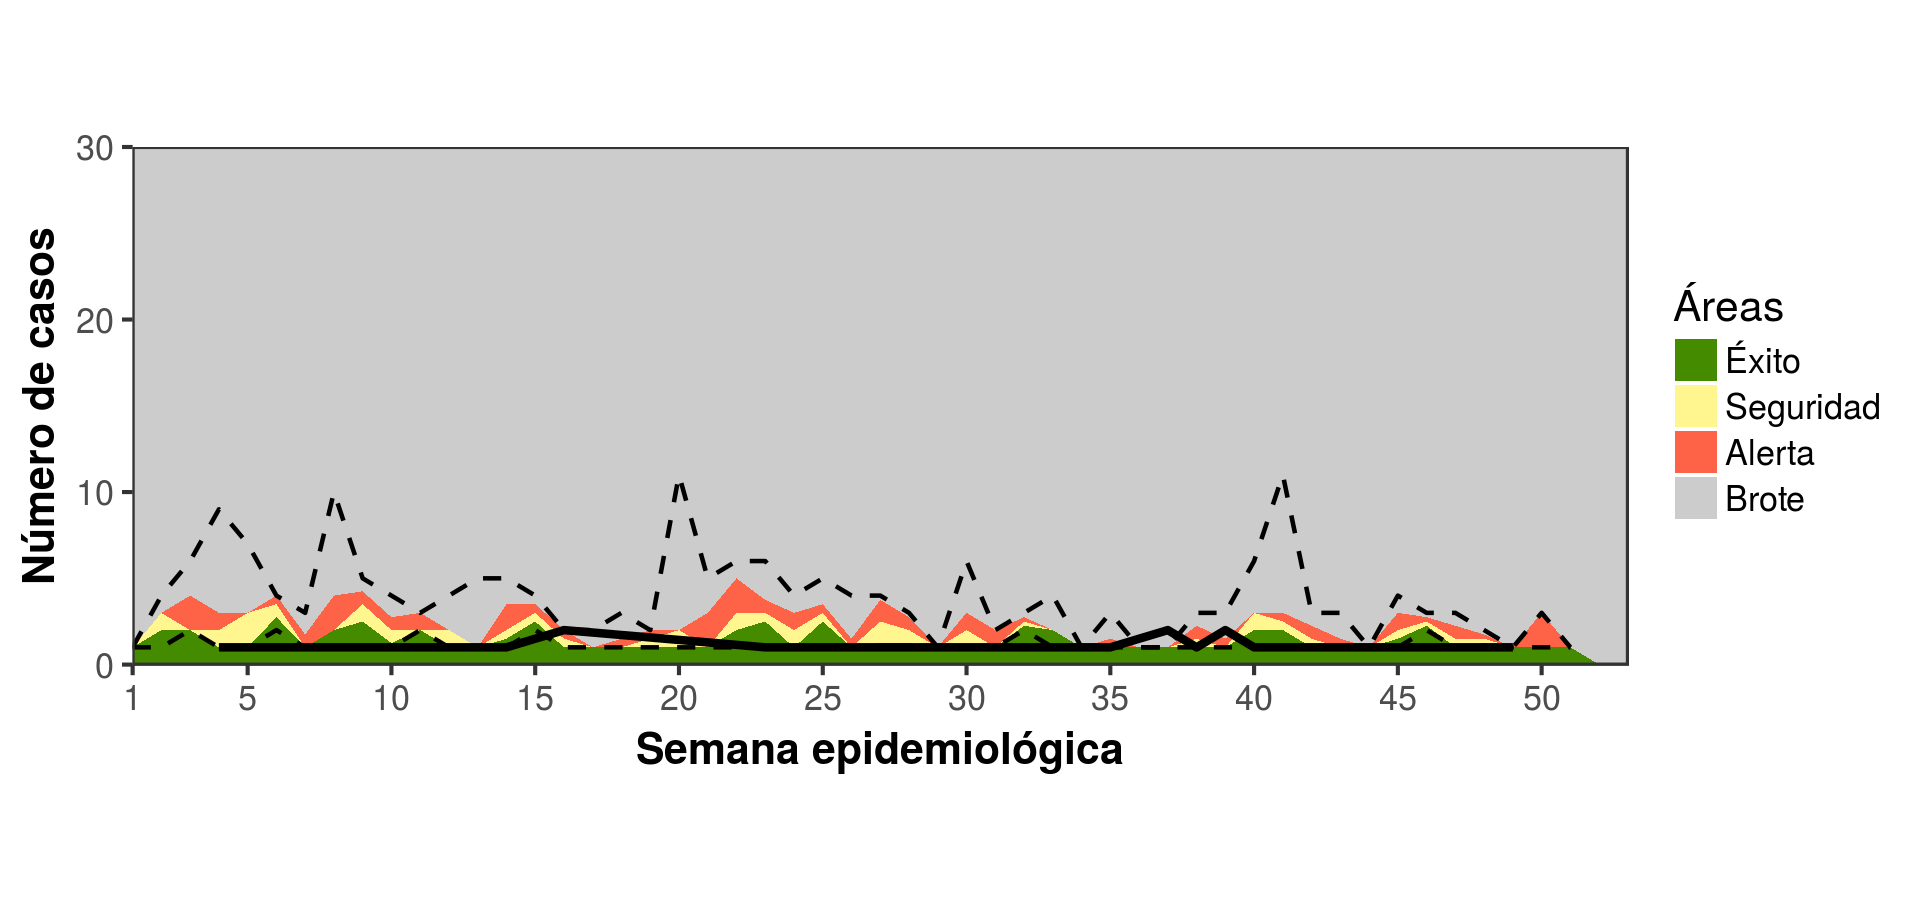 Número de casos
30
20
10
0
1 5 10 15 20 25 30 35 40 45 50
Semana epidemiológica
Áreas
Éxito
Seguridad
Alerta
Brote